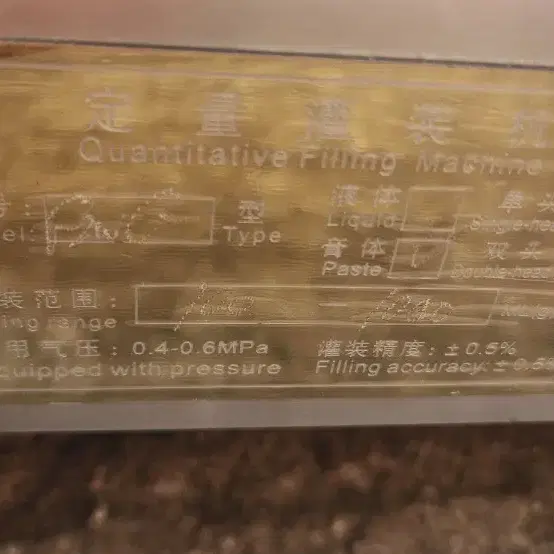 定量灌装机
Quantitative Filling Machine
型 液体 单头
Type Liquid Single-hea
膏体 双头
Paste Double-head
装范围:
ing range
用气压: 0.4-0.6MPa 灌装精度: ±0.5%
quipped with pressure Filling accuracy: ±0.5%